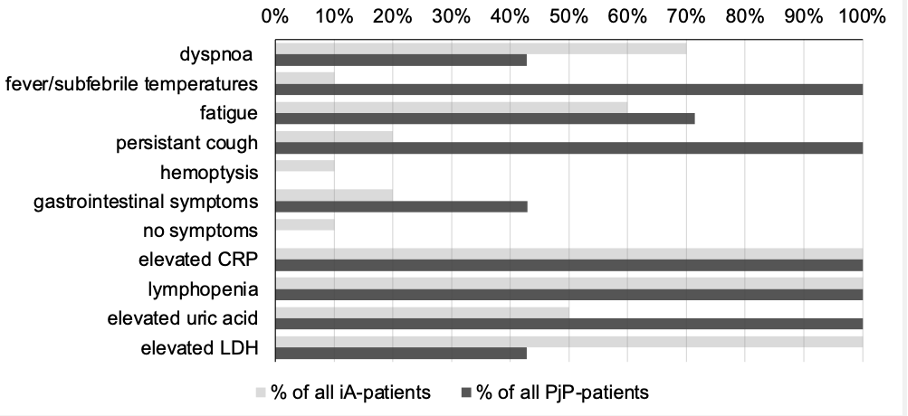 0% 10% 20% 30% 40% 50% 60% 70% 80% 90% 100%
dyspnoa
fever/subfebrile temperatures
fatigue
persistant cough
hemoptysis
gastrointestinal symptoms
no symptoms
elevated CRP
lymphopenia
elevated uric acid
elevated LDH
% of all iA-patients % of all PjP-patients